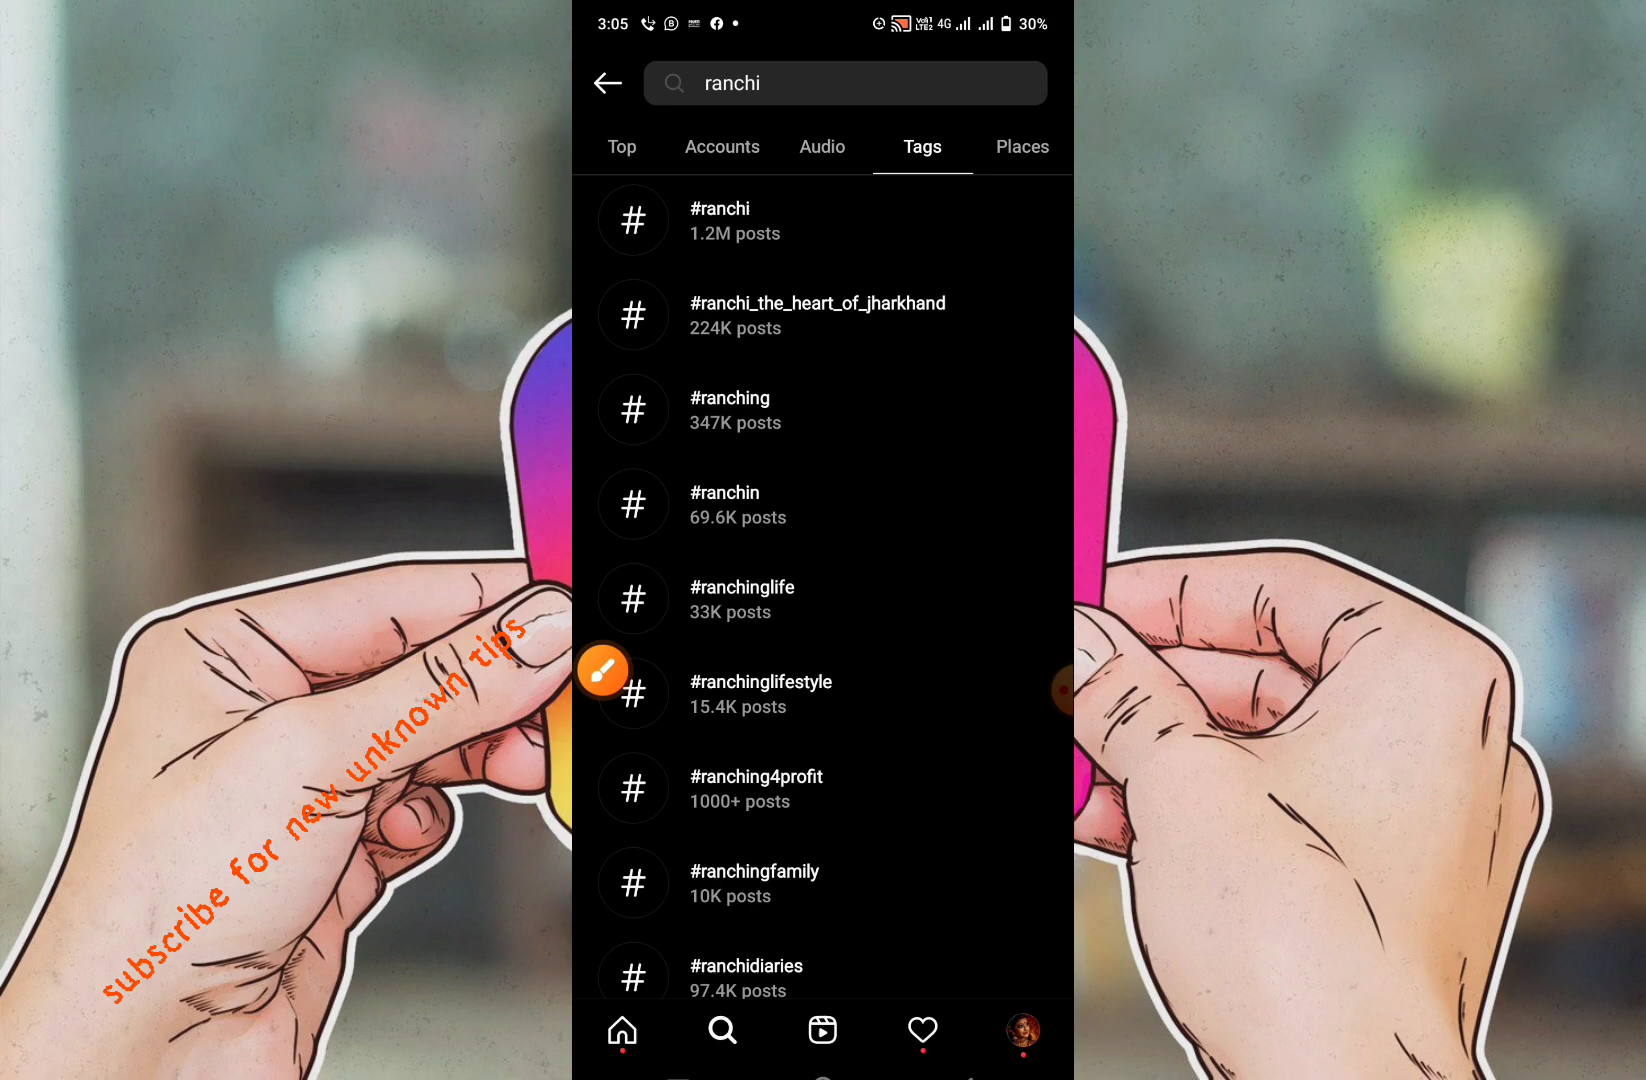 3:05
VoI1
LTE2
4G
30%
ranchi
Top Accounts Audio Tags Places
#ranchi
1.2M posts
#ranchi_the_heart_of_jharkhand
224K posts
#ranching
347K posts
#ranchin
69.6K posts
#ranchinglife
33K posts
#ranchinglifestyle
15.4K posts
#ranching4profit
1000+ posts
#ranchingfamily
10K posts
#ranchidiaries
97.4K posts
subscribe for new unknown tips